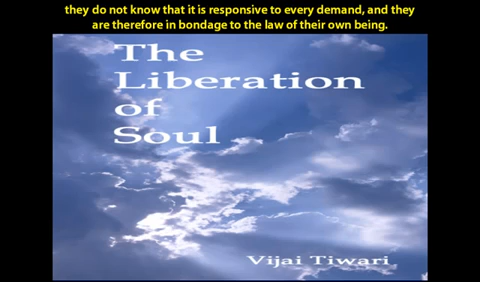 they do not know that it is responsive to every demand, and they
are therefore in bondage to the law of their own being.
The
Liberation
of
Soul
Vijai Tiwari